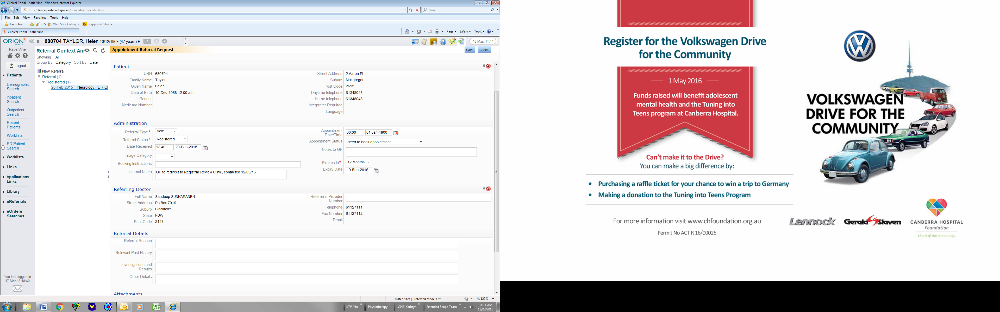 Clinical Portal - Katie Vine - Windows Internet Explorer
http://clinicalportal.act.gov.au/concerto/Concerto.htm
Bing
File Edit View Favorites Tools Help
Favorites CIS Web Slice Gallery Suggested Sites
Clinical Portal - Katie Vine
Page Safety Tools
ORION HEALTH
680704 TAYLOR, Helen 10/12/1968 (47 years) F
18-Mar, 11:14
Katie Vine
Logout
Patients
Demographic Search
Inpatient Search
Outpatient Search
Recent Patients
Worklists
ED Patient Search
Worklists
Links
Applications Links
Library
eReferrals
eOrders Searches
You last logged in
17-Mar-16 18:40
Referral Context Am
Showing All
Group By Category Sort By Date
New Referral
Referral (1)
Registered (1)
20-Feb-2015 Neurology - DR Cl
Appointment Referral Request
Save Cancel
Patient
URN 680704
Family Name Taylor
Given Name Helen
Date of Birth 10-Dec-1968 12:00 a.m.
Gender
Medicare Number
Street Address 2 Aaron Pl
Suburb Macgregor
Post Code 2615
Daytime telephone 61348043
Home telephone 61348043
Interpreter Required
Language
Administration
Referral Type* New
Referral Status* Registered
Date Received 12:40 20-Feb-2015
Triage Category
Booking Instructions
Internal Notes GP to redirect to Registrar Review Clinic, contacted 12/03/16
Appointment Date/Time 00:00 01-Jan-1900
Appointment Status Need to book appointment
Notes to GP
Expires In* 12 Months
Expiry Date 19-Feb-2016
Referring Doctor
Full Name Sandeep SUNKARANENI
Street Address Po Box 7016
Suburb Blacktown
State NSW
Post Code 2148
Referrer's Provider Number
Telephone 61127111
Fax Number 61127112
Email
Referral Details
Referral Reason
Relevant Past History
Investigations and Results
Other Details
Attachments
Trusted sites | Protected Mode: Off
120%
KTV (H:) Physiotherapy VINE, Kathryn Extended Scope Team
11:14 AM
18/03/2016
Register for the Volkswagen Drive
for the Community
1 May 2016
Funds raised will benefit adolescent
mental health and the Tuning into
Teens program at Canberra Hospital.
Can't make it to the Drive?
You can make a big difference by:
• Purchasing a raffle ticket for your chance to win a trip to Germany
• Making a donation to the Tuning into Teens Program
For more information visit www.chfoundation.org.au
Permit No ACT R 16/00025
VOLKSWAGEN
DRIVE FOR THE
COMMUNITY
Lennock
Gerald Slaven
CANBERRA HOSPITAL
Foundation
Heart of the community